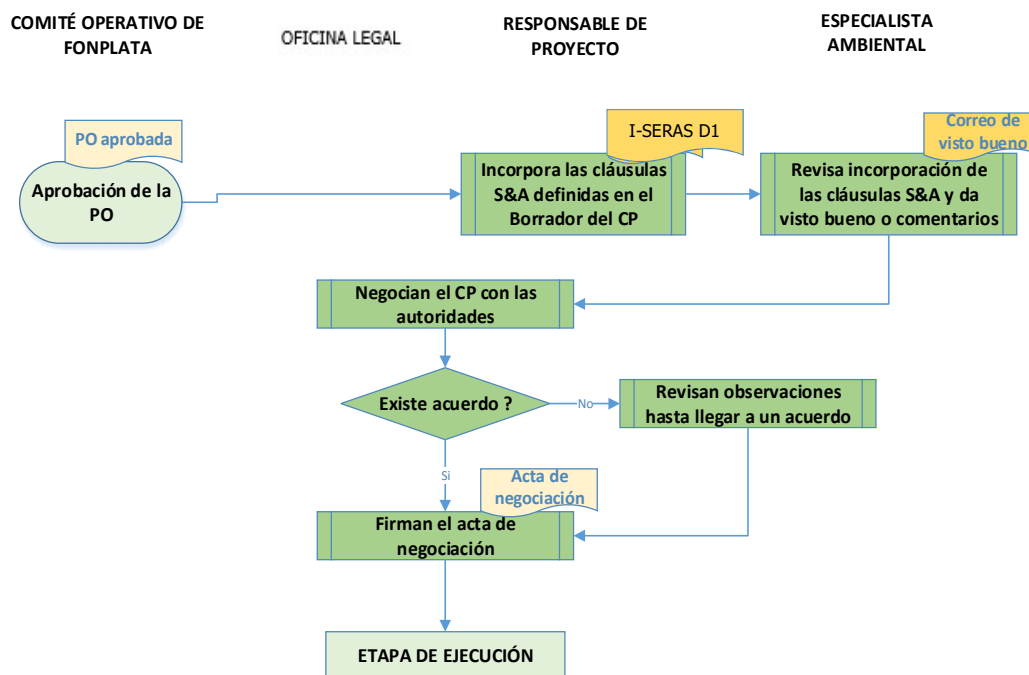 COMITÉ OPERATIVO DE
FONPLATA
OFICINA LEGAL
RESPONSABLE DE
PROYECTO
ESPECIALISTA
AMBIENTAL
PO aprobada
Aprobación de la
PO
I-SERAS D1
Incorpora las cláusulas
S&A definidas en el
Borrador del CP
Correo de
visto bueno
Revisa incorporación de
las cláusulas S&A y da
visto bueno o comentarios
Negocian el CP con las
autoridades
Existe acuerdo ?
No
Revisan observaciones
hasta llegar a un acuerdo
Si
Acta de
negociación
Firman el acta de
negociación
ETAPA DE EJECUCIÓN